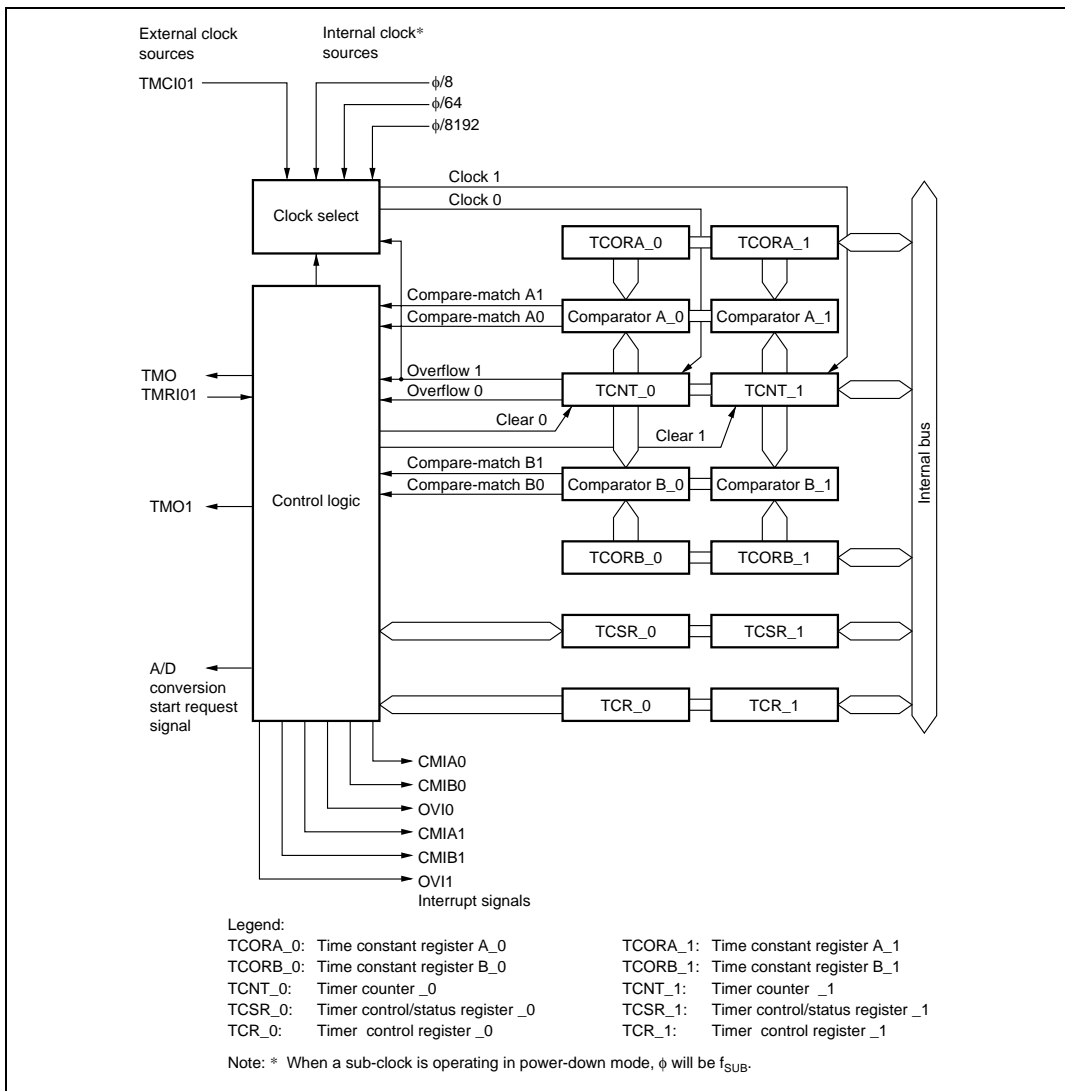 External clock
sources
Internal clock*
sources
TMCI01
ϕ/8
ϕ/64
ϕ/8192
Clock 1
Clock 0
Clock select
TCORA_0
TCORA_1
Compare-match A1
Compare-match A0
Comparator A_0
Comparator A_1
TMO
TMRI01
Overflow 1
Overflow 0
TCNT_0
TCNT_1
Clear 0
Clear 1
Internal bus
Compare-match B1
Compare-match B0
Comparator B_0
Comparator B_1
Control logic
TMO1
TCORB_0
TCORB_1
TCSR_0
TCSR_1
A/D
conversion
start request
signal
TCR_0
TCR_1
CMIA0
CMIB0
OVI0
CMIA1
CMIB1
OVI1
Interrupt signals
Legend:
TCORA_0: Time constant register A_0
TCORB_0: Time constant register B_0
TCNT_0: Timer counter _0
TCSR_0: Timer control/status register _0
TCR_0: Timer control register _0
TCORA_1: Time constant register A_1
TCORB_1: Time constant register B_1
TCNT_1: Timer counter _1
TCSR_1: Timer control/status register _1
TCR_1: Timer control register _1
Note: * When a sub-clock is operating in power-down mode, ϕ will be fSUB.